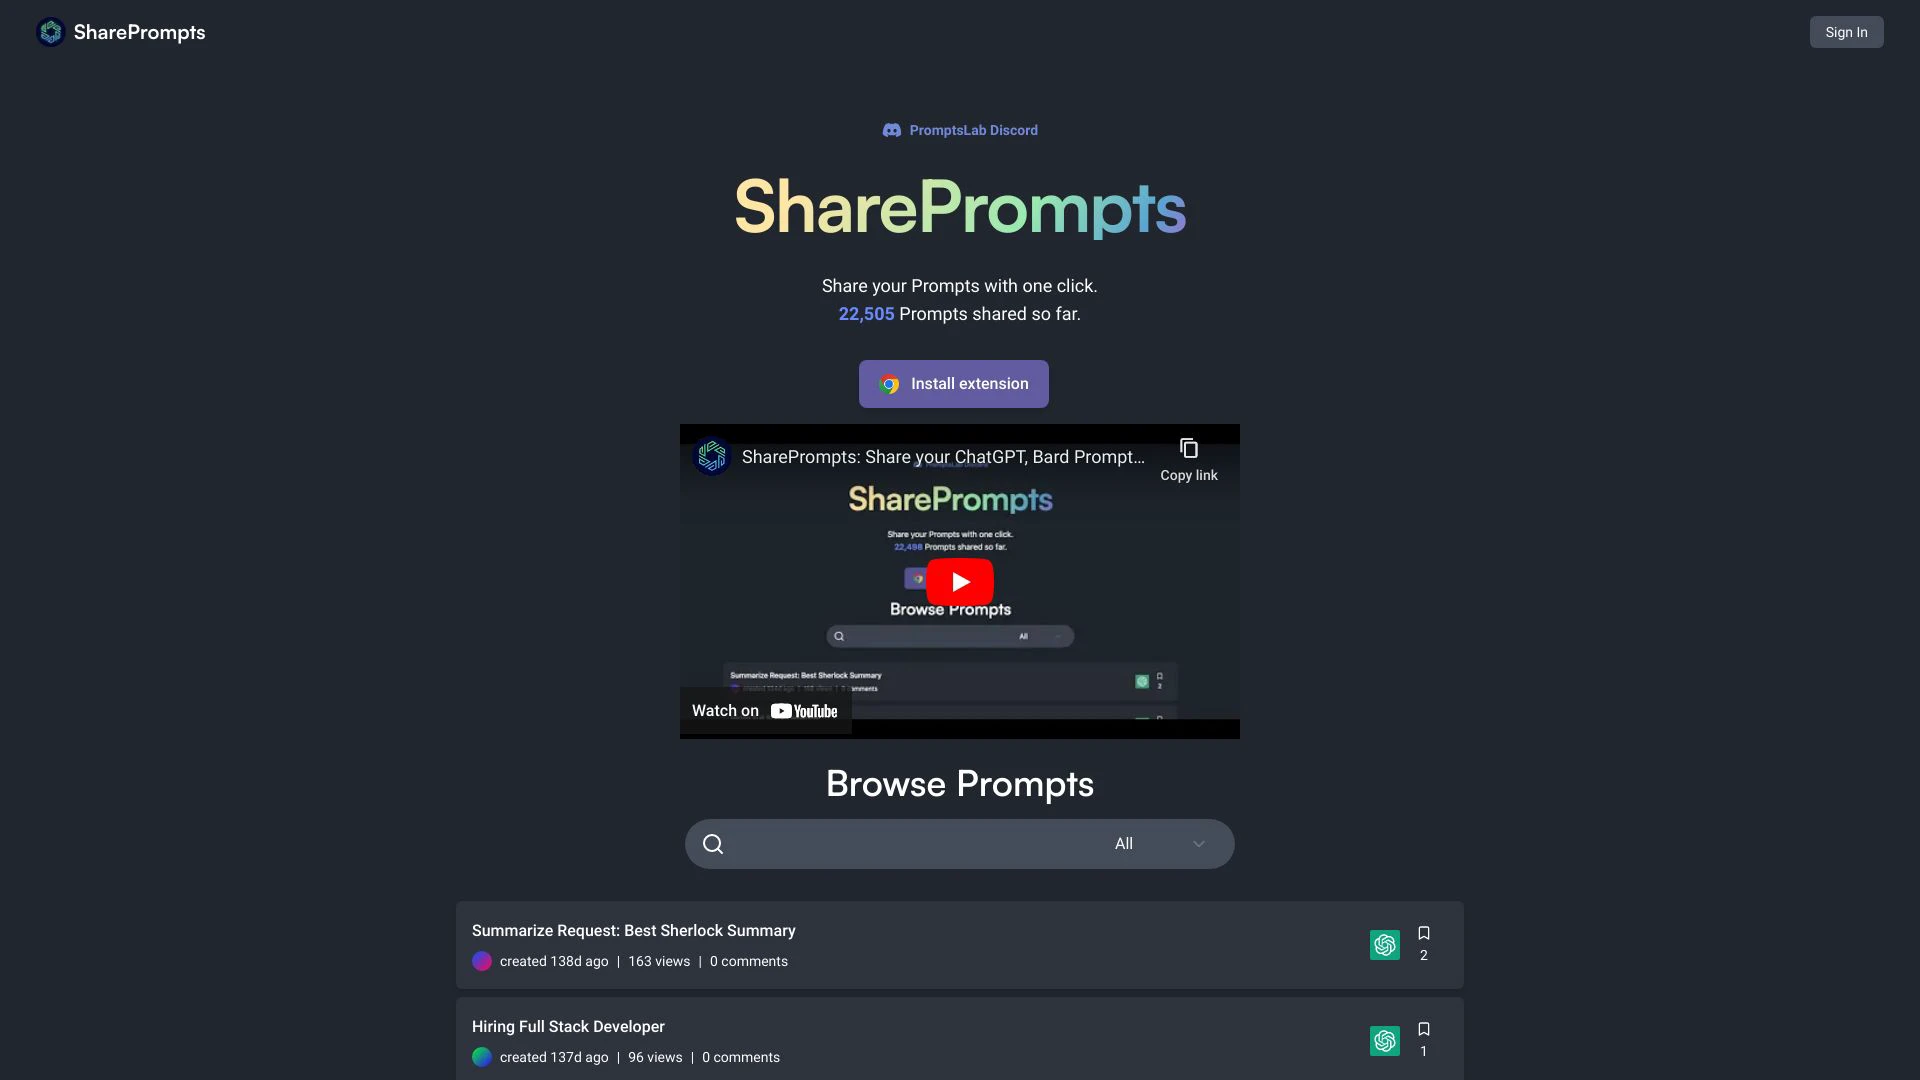 SharePrompts
Sign In
PromptsLab Discord
SharePrompts
Share your Prompts with one click.
22,505 Prompts shared so far.
Install extension
SharePrompts: Share your ChatGPT, Bard Prompt...
Copy link
SharePrompts
Share your Prompts with one click.
22,498 Prompts shared so far.
Browse Prompts
All
Summarize Request: Best Sherlock Summary
2
Watch on YouTube
Browse Prompts
All
Summarize Request: Best Sherlock Summary
created 138d ago | 163 views | 0 comments
2
Hiring Full Stack Developer
created 137d ago | 96 views | 0 comments
1